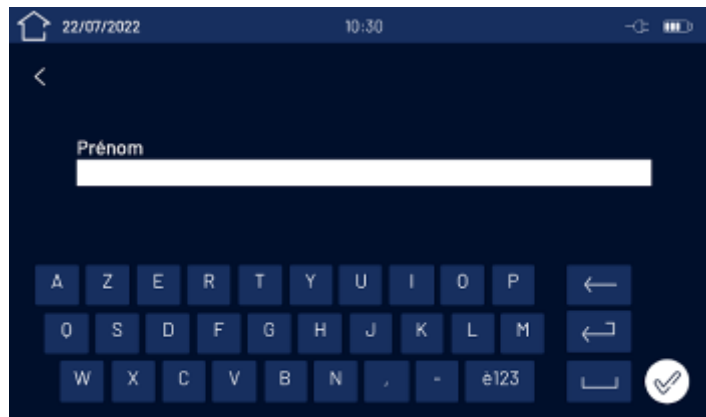 22/07/2022 10:30
Prénom
A Z E R T Y U I O P
Q S D F G H J K L M
W X C V B N , - è123